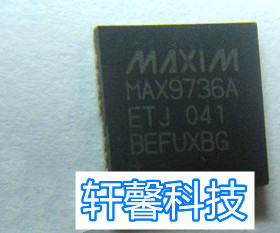 MAXIM
MAX9736A
ETJ 041
BEFUXBG
轩馨科技